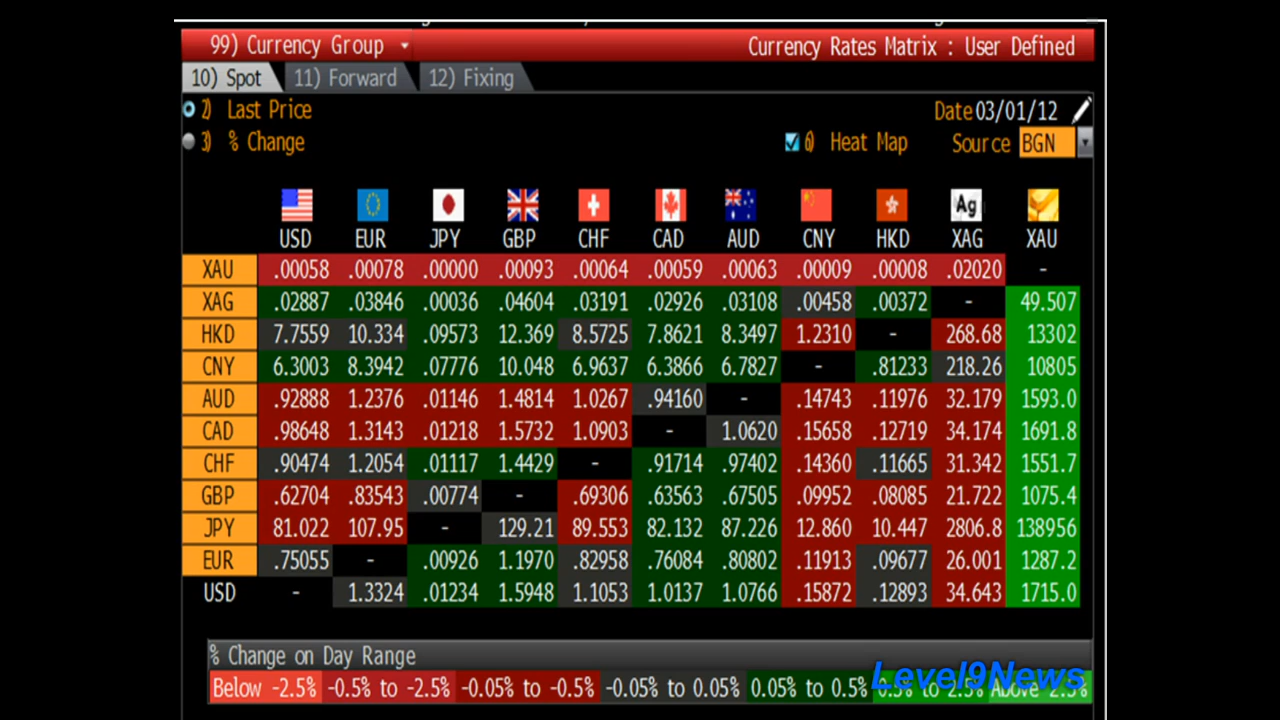 99) Currency Group Currency Rates Matrix : User Defined
10) Spot 11) Forward 12) Fixing
2) Last Price Date 03/01/12
3) % Change 6) Heat Map Source BGN
Ag
USD EUR JPY GBP CHF CAD AUD CNY HKD XAG XAU
XAU .00058 .00078 .00000 .00093 .00064 .00059 .00063 .00009 .00008 .02020 -
XAG .02887 .03846 .00036 .04604 .03191 .02926 .03108 .00458 .00372 - 49.507
HKD 7.7559 10.334 .09573 12.369 8.5725 7.8621 8.3497 1.2310 - 268.68 13302
CNY 6.3003 8.3942 .07776 10.048 6.9637 6.3866 6.7827 - .81233 218.26 10805
AUD .92888 1.2376 .01146 1.4814 1.0267 .94160 - .14743 .11976 32.179 1593.0
CAD .98648 1.3143 .01218 1.5732 1.0903 - 1.0620 .15658 .12719 34.174 1691.8
CHF .90474 1.2054 .01117 1.4429 - .91714 .97402 .14360 .11665 31.342 1551.7
GBP .62704 .83543 .00774 - .69306 .63563 .67505 .09952 .08085 21.722 1075.4
JPY 81.022 107.95 - 129.21 89.553 82.132 87.226 12.860 10.447 2806.8 138956
EUR .75055 - .00926 1.1970 .82958 .76084 .80802 .11913 .09677 26.001 1287.2
USD - 1.3324 .01234 1.5948 1.1053 1.0137 1.0766 .15872 .12893 34.643 1715.0
% Change on Day Range
Level9News
Below -2.5% -0.5% to -2.5% -0.05% to -0.5% -0.05% to 0.05% 0.05% to 0.5% 0.5% to 2.5% Above 2.5%